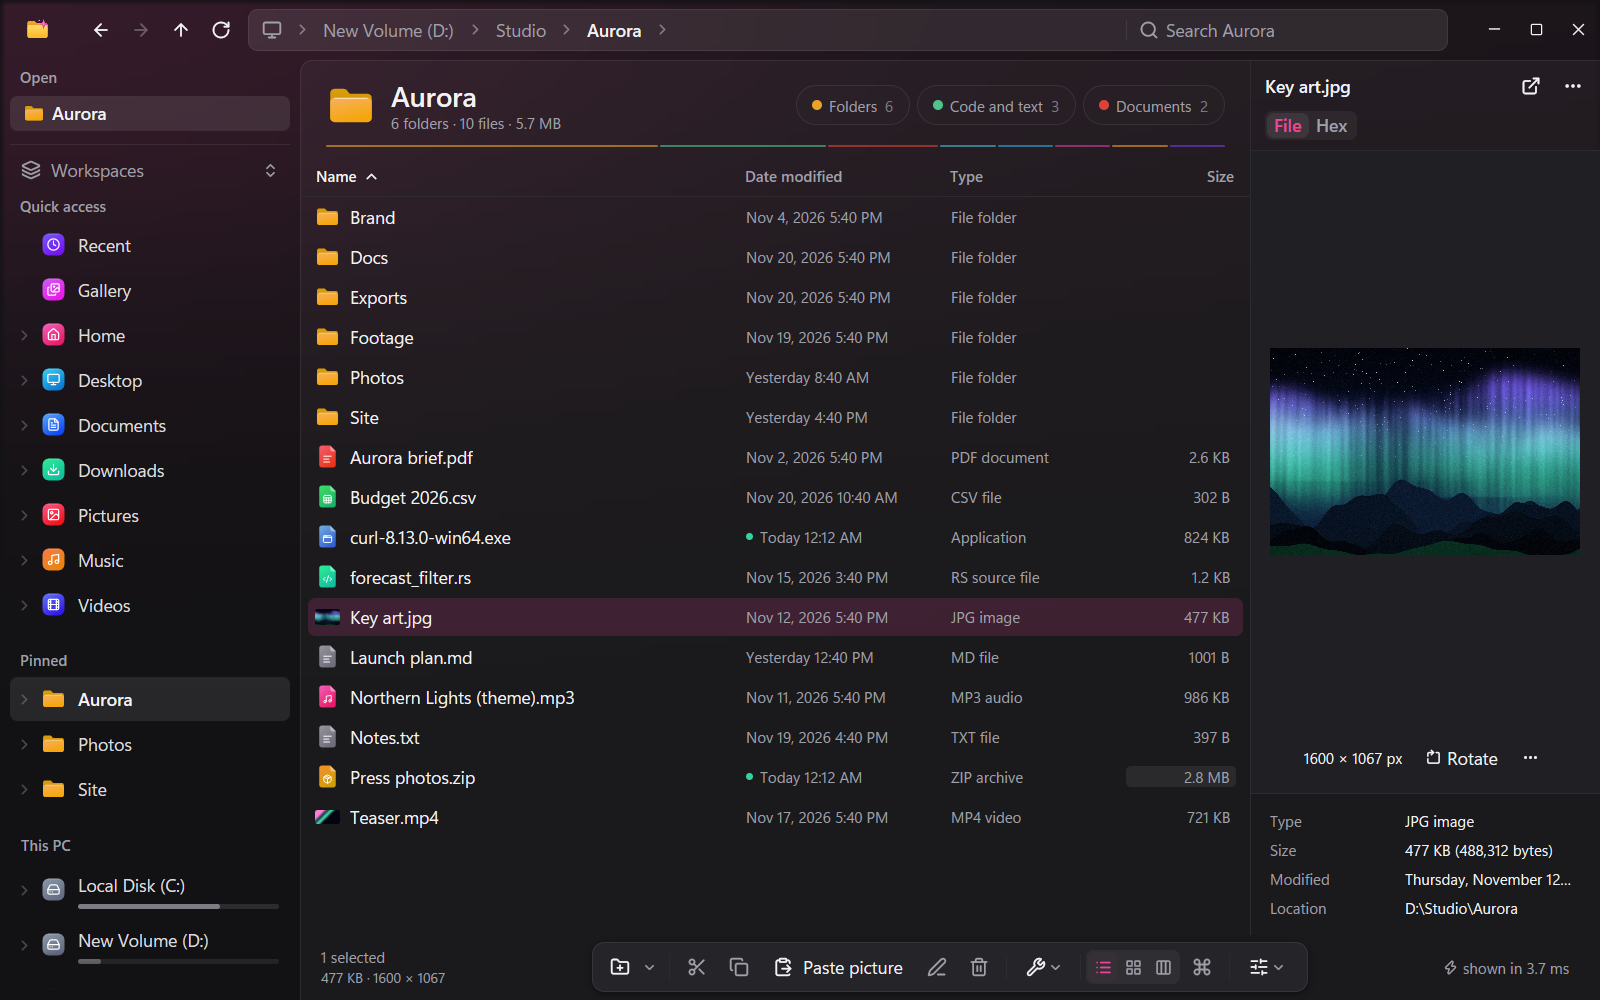 New Volume (D:)
Studio
Aurora
Search Aurora
Open
Aurora
Workspaces
Quick access
Recent
Gallery
Home
Desktop
Documents
Downloads
Pictures
Music
Videos
Pinned
Aurora
Photos
Site
This PC
Local Disk (C:)
New Volume (D:)
Aurora
6 folders · 10 files · 5.7 MB
Folders 6
Code and text 3
Documents 2
Name Date modified Type Size
Brand Nov 4, 2026 5:40 PM File folder
Docs Nov 20, 2026 5:40 PM File folder
Exports Nov 20, 2026 5:40 PM File folder
Footage Nov 19, 2026 5:40 PM File folder
Photos Yesterday 8:40 AM File folder
Site Yesterday 4:40 PM File folder
Aurora brief.pdf Nov 2, 2026 5:40 PM PDF document 2.6 KB
Budget 2026.csv Nov 20, 2026 10:40 AM CSV file 302 B
curl-8.13.0-win64.exe Today 12:12 AM Application 824 KB
forecast_filter.rs Nov 15, 2026 3:40 PM RS source file 1.2 KB
Key art.jpg Nov 12, 2026 5:40 PM JPG image 477 KB
Launch plan.md Yesterday 12:40 PM MD file 1001 B
Northern Lights (theme).mp3 Nov 11, 2026 5:40 PM MP3 audio 986 KB
Notes.txt Nov 19, 2026 4:40 PM TXT file 397 B
Press photos.zip Today 12:12 AM ZIP archive 2.8 MB
Teaser.mp4 Nov 17, 2026 5:40 PM MP4 video 721 KB
1 selected
477 KB · 1600 × 1067
Paste picture
Key art.jpg
File Hex
1600 × 1067 px Rotate
Type JPG image
Size 477 KB (488,312 bytes)
Modified Thursday, November 12...
Location D:\Studio\Aurora
shown in 3.7 ms